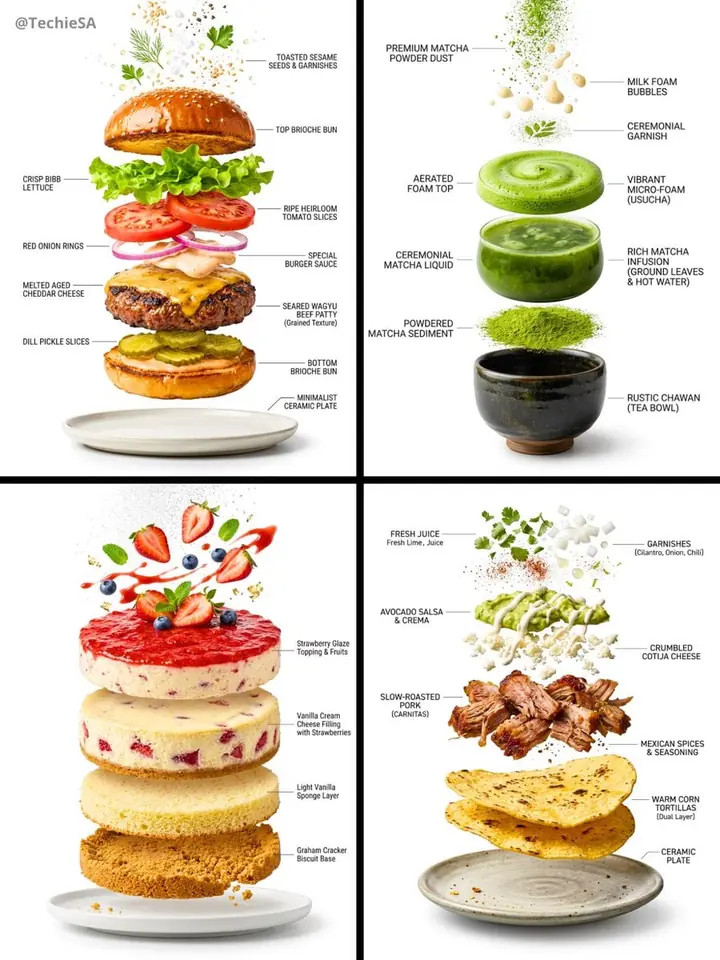 @TechieSA
TOASTED SESAME
SEEDS & GARNISHES
TOP BRIOCHE BUN
CRISP BIBB
LETTUCE
RIPE HEIRLOOM
TOMATO SLICES
RED ONION RINGS
SPECIAL
BURGER SAUCE
MELTED AGED
CHEDDAR CHEESE
SEARED WAGYU
BEEF PATTY
(Grained Texture)
DILL PICKLE SLICES
BOTTOM
BRIOCHE BUN
MINIMALIST
CERAMIC PLATE
PREMIUM MATCHA
POWDER DUST
MILK FOAM
BUBBLES
CEREMONIAL
GARNISH
AERATED
FOAM TOP
VIBRANT
MICRO-FOAM
(USUCHA)
CEREMONIAL
MATCHA LIQUID
RICH MATCHA
INFUSION
(GROUND LEAVES
& HOT WATER)
POWDERED
MATCHA SEDIMENT
RUSTIC CHAWAN
(TEA BOWL)
Strawberry Glaze
Topping & Fruits
Vanilla Cream
Cheese Filling
with Strawberries
Light Vanilla
Sponge Layer
Graham Cracker
Biscuit Base
FRESH JUICE
Fresh Lime, Juice
GARNISHES
(Cilantro, Onion, Chili)
AVOCADO SALSA
& CREMA
CRUMBLED
COTIJA CHEESE
SLOW-ROASTED
PORK
(CARNITAS)
MEXICAN SPICES
& SEASONING
WARM CORN
TORTILLAS
(Dual Layer)
CERAMIC
PLATE